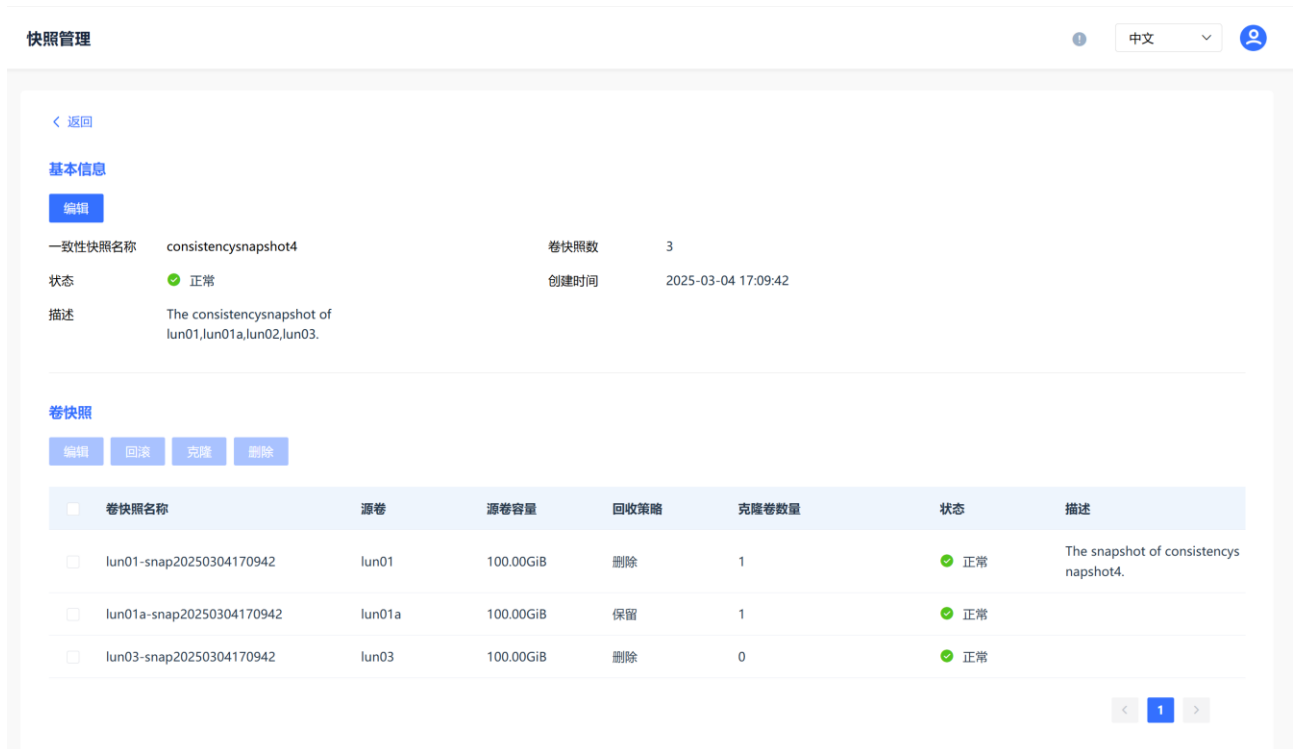 快照管理
中文
返回
基本信息
编辑
一致性快照名称 consistencysnapshot4 卷快照数 3
状态 正常 创建时间 2025-03-04 17:09:42
描述 The consistencysnapshot of
lun01,lun01a,lun02,lun03.
卷快照
编辑 回滚 克隆 删除
卷快照名称 源卷 源卷容量 回收策略 克隆卷数量 状态 描述
lun01-snap20250304170942 lun01 100.00GiB 删除 1 正常 The snapshot of consistencys
napshot4.
lun01a-snap20250304170942 lun01a 100.00GiB 保留 1 正常
lun03-snap20250304170942 lun03 100.00GiB 删除 0 正常
1